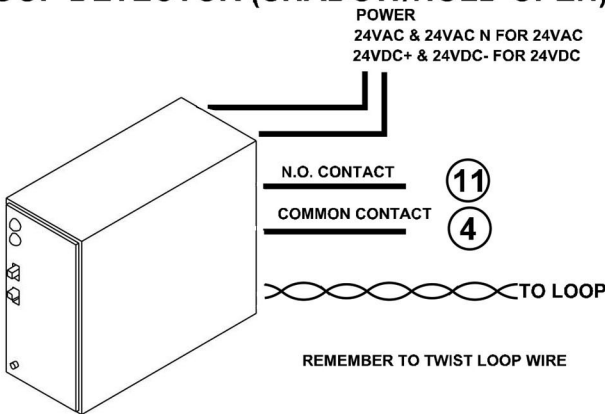 DETECTOR
POWER
24VAC & 24VAC N FOR 24VAC
24VDC+ & 24VDC- FOR 24VDC
N.O. CONTACT
11
COMMON CONTACT
4
TO LOOP
REMEMBER TO TWIST LOOP WIRE